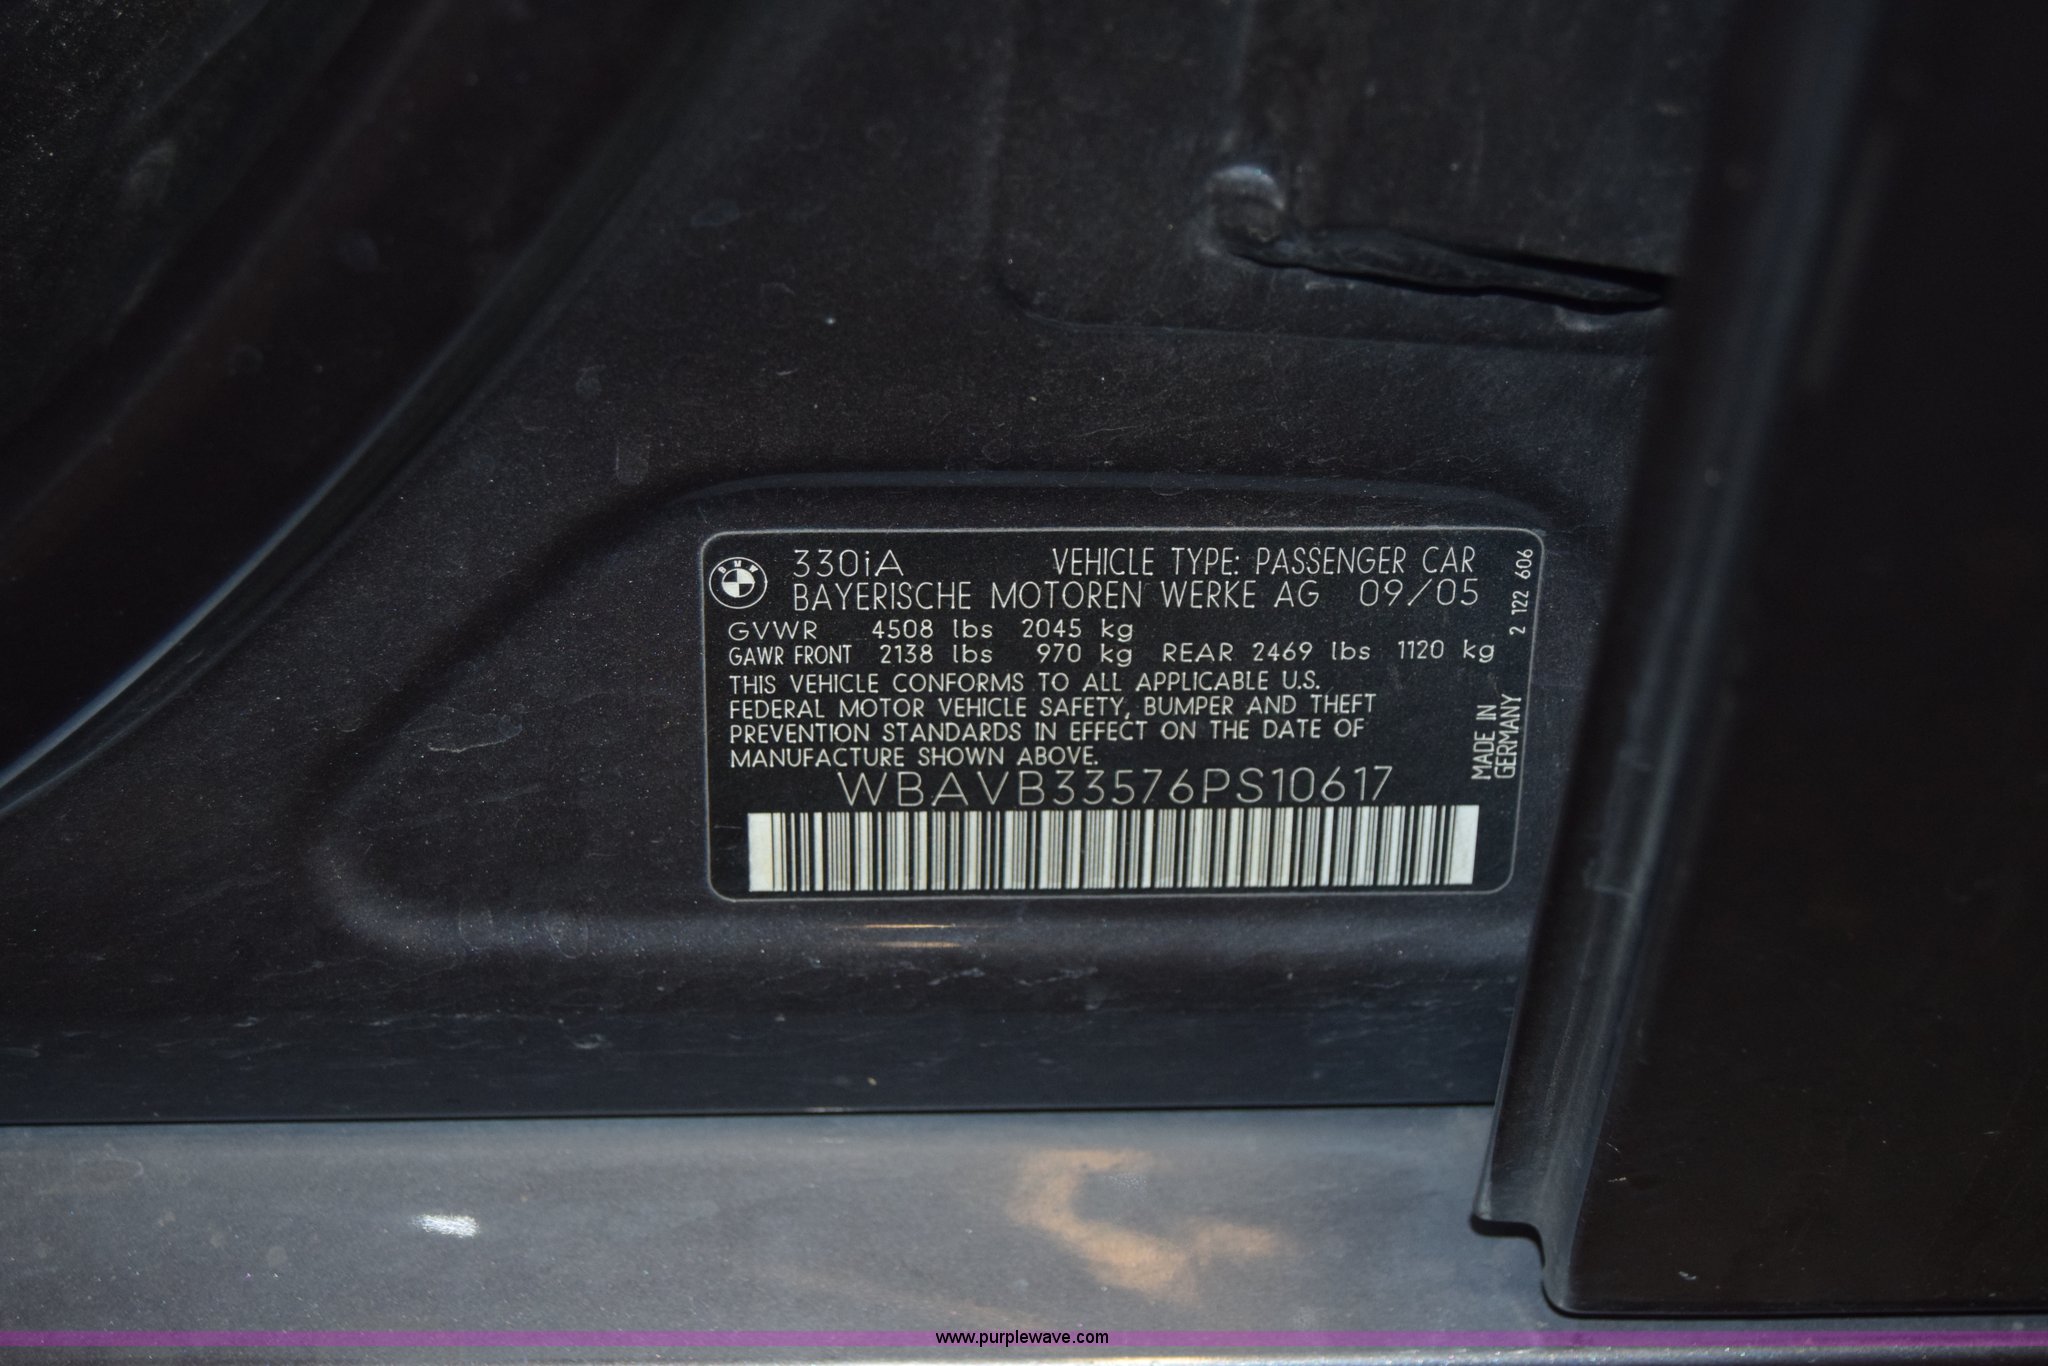 BMW
330iA VEHICLE TYPE: PASSENGER CAR
BAYERISCHE MOTOREN WERKE AG 09/05
GVWR 4508 lbs 2045 kg
GAWR FRONT 2138 lbs 970 kg REAR 2469 lbs 1120 kg
THIS VEHICLE CONFORMS TO ALL APPLICABLE U.S.
FEDERAL MOTOR VEHICLE SAFETY, BUMPER AND THEFT
PREVENTION STANDARDS IN EFFECT ON THE DATE OF
MANUFACTURE SHOWN ABOVE.
WBAVB33576PS10617
2 122 606
MADE IN
GERMANY
www.purplewave.com